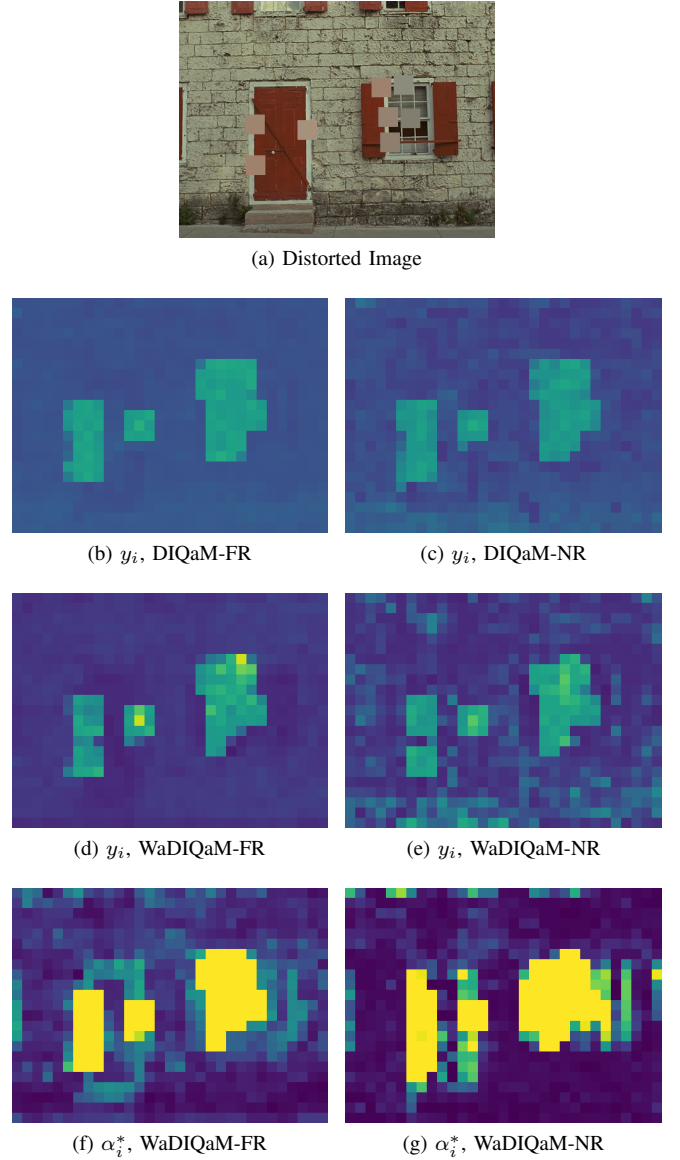 (a) Distorted Image
(b) y_i, DIQaM-FR
(c) y_i, DIQaM-NR
(d) y_i, WaDIQaM-FR
(e) y_i, WaDIQaM-NR
(f) α_i^*, WaDIQaM-FR
(g) α_i^*, WaDIQaM-NR